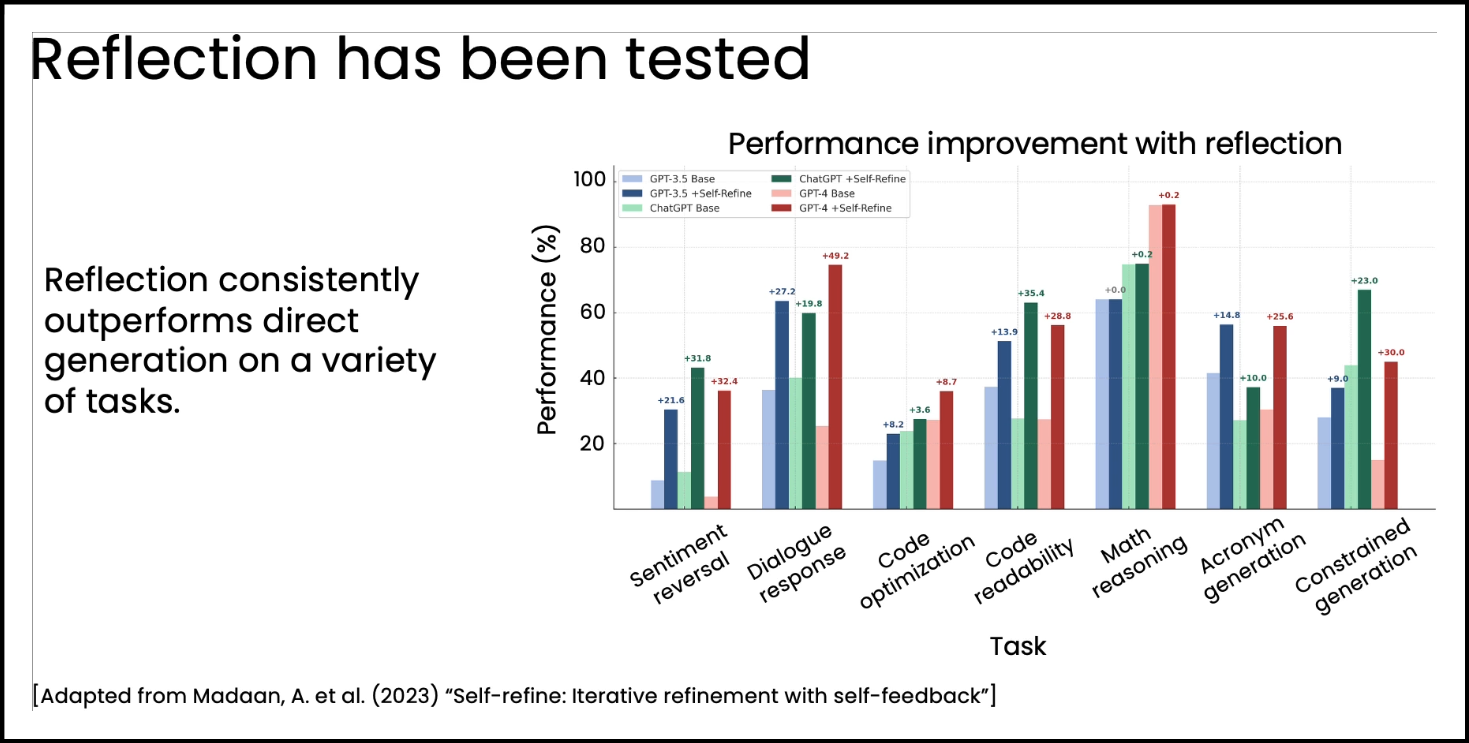 Reflection has been tested
Reflection consistently
outperforms direct
generation on a variety
of tasks.
Performance improvement with reflection
GPT-3.5 Base
GPT-3.5 +Self-Refine
ChatGPT Base
ChatGPT +Self-Refine
GPT-4 Base
GPT-4 +Self-Refine
Performance (%)
100
80
60
40
20
+21.6
+31.8
+32.4
+27.2
+19.8
+49.2
+8.2
+3.6
+8.7
+13.9
+35.4
+28.8
+0.0
+0.2
+0.2
+14.8
+10.0
+25.6
+9.0
+23.0
+30.0
Sentiment
reversal
Dialogue
response
Code
optimization
Code
readability
Math
reasoning
Acronym
generation
Constrained
generation
Task
[Adapted from Madaan, A. et al. (2023) “Self-refine: Iterative refinement with self-feedback”]